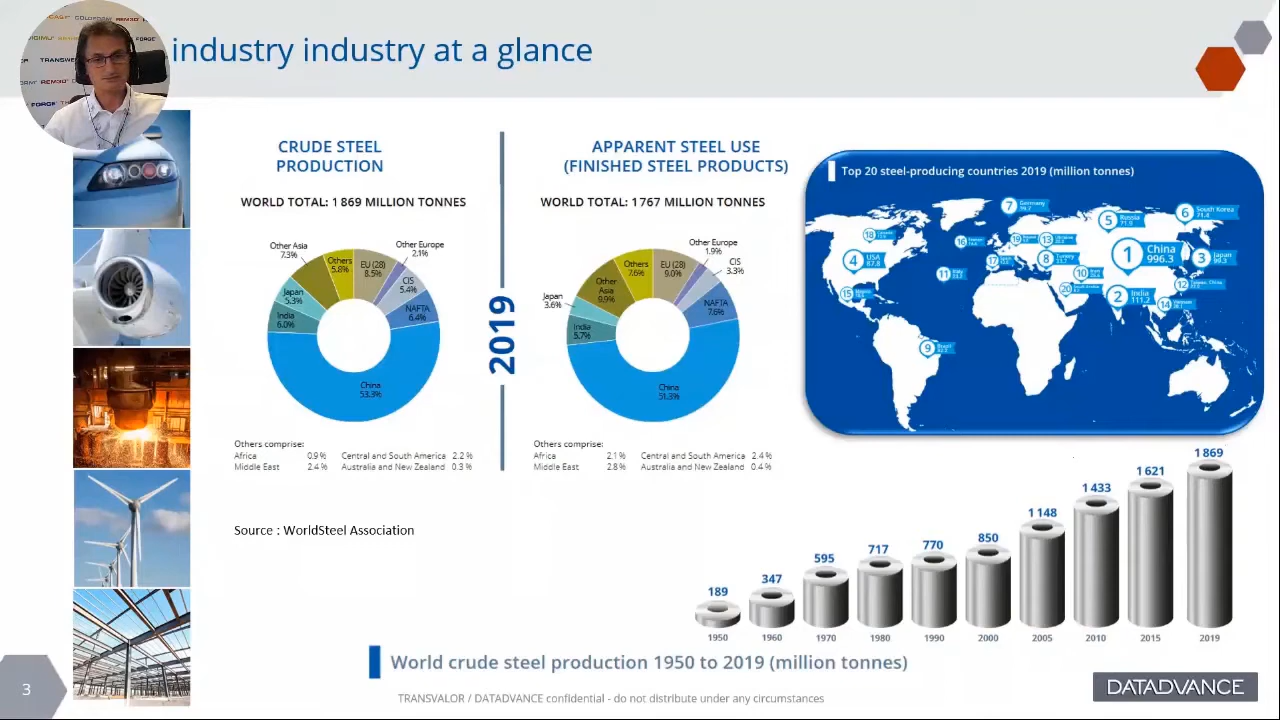 industry industry at a glance
CRUDE STEEL
PRODUCTION
WORLD TOTAL: 1 869 MILLION TONNES
Other Asia
7.3%
Others
5.8%
EU (28)
8.5%
Other Europe
2.1%
CIS
5.4%
NAFTA
6.4%
Japan
5.3%
India
6.0%
China
53.3%
Others comprise:
Africa 0.9 % Central and South America 2.2 %
Middle East 2.4 % Australia and New Zealand 0.3 %
2019
APPARENT STEEL USE
(FINISHED STEEL PRODUCTS)
WORLD TOTAL: 1 767 MILLION TONNES
Others
7.6%
EU (28)
9.0%
Other Europe
1.9%
CIS
3.3%
NAFTA
7.6%
Other
Asia
9.9%
Japan
3.6%
India
5.7%
China
51.3%
Others comprise:
Africa 2.1 % Central and South America 2.4 %
Middle East 2.8 % Australia and New Zealand 0.4 %
Source : WorldSteel Association
Top 20 steel-producing countries 2019 (million tonnes)
7 Germany
5 Russia
6 South Korea
71.4
18
16
19
13
1 China
996.3
3 Japan
4 USA
87.8
11 Italy
17
8 Turkey
10
12
15
20
2 India
111.2
14
9 Brazil
189
347
595
717
770
850
1 148
1 433
1 621
1 869
1950 1960 1970 1980 1990 2000 2005 2010 2015 2019
World crude steel production 1950 to 2019 (million tonnes)
3
TRANSVALOR / DATADVANCE confidential - do not distribute under any circumstances
DATADVANCE